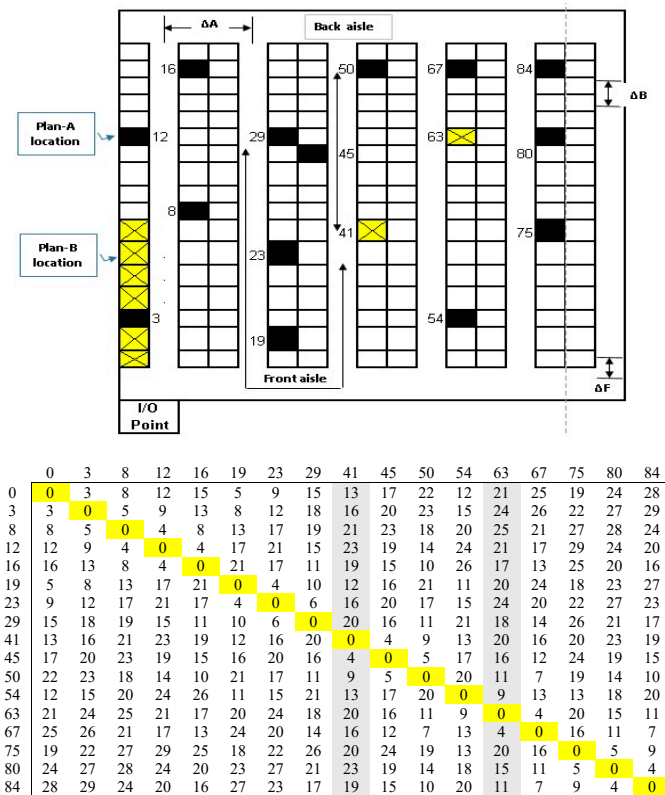 ΔA
Back aisle
16
50
67
84
ΔB
Plan-A
location
12
29
63
45
80
8
41
75
Plan-B
location
23
3
54
19
Front aisle
ΔF
I/O
Point
0 3 8 12 16 19 23 29 41 45 50 54 63 67 75 80 84
0 0 3 8 12 15 5 9 15 13 17 22 12 21 25 19 24 28
3 3 0 5 9 13 8 12 18 16 20 23 15 24 26 22 27 29
8 8 5 0 4 8 13 17 19 21 23 18 20 25 21 27 28 24
12 12 9 4 0 4 17 21 15 23 19 14 24 21 17 29 24 20
16 16 13 8 4 0 21 17 11 19 15 10 26 17 13 25 20 16
19 5 8 13 17 21 0 4 10 12 16 21 11 20 24 18 23 27
23 9 12 17 21 17 4 0 6 16 20 17 15 24 20 22 27 23
29 15 18 19 15 11 10 6 0 20 16 11 21 18 14 26 21 17
41 13 16 21 23 19 12 16 20 0 4 9 13 20 16 20 23 19
45 17 20 23 19 15 16 20 16 4 0 5 17 16 12 24 19 15
50 22 23 18 14 10 21 17 11 9 5 0 20 11 7 19 14 10
54 12 15 20 24 26 11 15 21 13 17 20 0 9 13 13 18 20
63 21 24 25 21 17 20 24 18 20 16 11 9 0 4 20 15 11
67 25 26 21 17 13 24 20 14 16 12 7 13 4 0 16 11 7
75 19 22 27 29 25 18 22 26 20 24 19 13 20 16 0 5 9
80 24 27 28 24 20 23 27 21 23 19 14 18 15 11 5 0 4
84 28 29 24 20 16 27 23 17 19 15 10 20 11 7 9 4 0